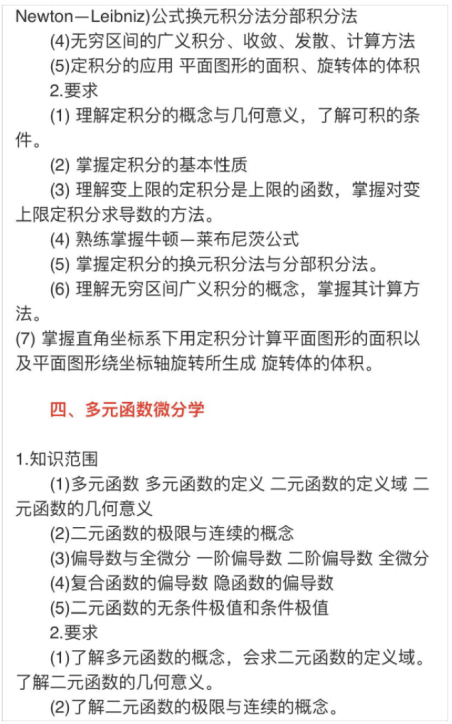 Newton—Leibniz)公式换元积分法分部积分法
(4)无穷区间的广义积分、收敛、发散、计算方法
(5)定积分的应用 平面图形的面积、旋转体的体积
2.要求
(1) 理解定积分的概念与几何意义，了解可积的条
件。
(2) 掌握定积分的基本性质
(3) 理解变上限的定积分是上限的函数，掌握对变
上限定积分求导数的方法。
(4) 熟练掌握牛顿—莱布尼茨公式
(5) 掌握定积分的换元积分法与分部积分法。
(6) 理解无穷区间广义积分的概念，掌握其计算方
法。
(7) 掌握直角坐标系下用定积分计算平面图形的面积以
及平面图形绕坐标轴旋转所生成 旋转体的体积。
四、多元函数微分学
1.知识范围
(1)多元函数 多元函数的定义 二元函数的定义域 二
元函数的几何意义
(2)二元函数的极限与连续的概念
(3)偏导数与全微分 一阶偏导数 二阶偏导数 全微分
(4)复合函数的偏导数 隐函数的偏导数
(5)二元函数的无条件极值和条件极值
2.要求
(1)了解多元函数的概念，会求二元函数的定义域。
了解二元函数的几何意义。
(2)了解二元函数的极限与连续的概念。